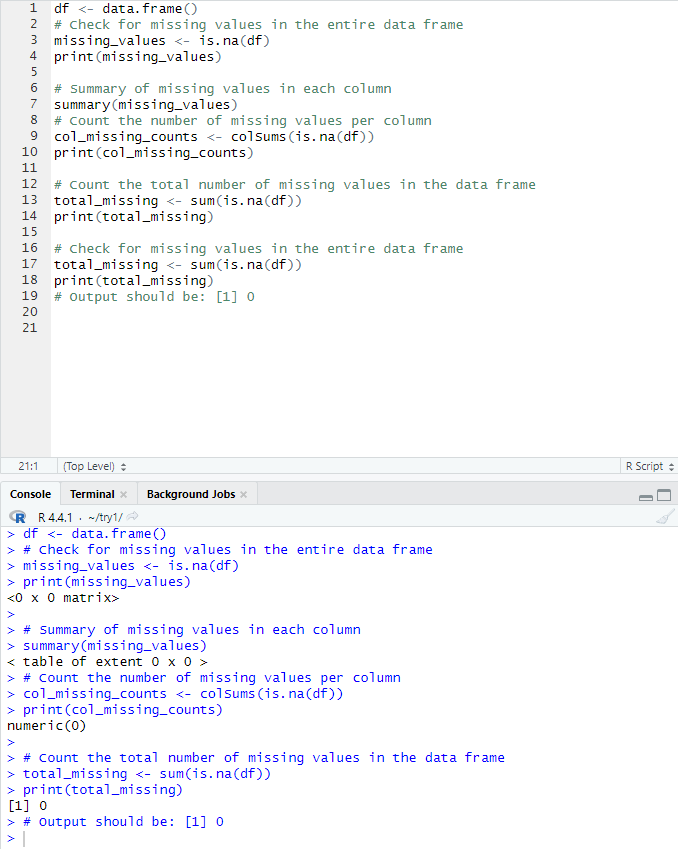 1 df <- data.frame()
2 # Check for missing values in the entire data frame
3 missing_values <- is.na(df)
4 print(missing_values)
5
6 # Summary of missing values in each column
7 summary(missing_values)
8 # Count the number of missing values per column
9 col_missing_counts <- colSums(is.na(df))
10 print(col_missing_counts)
11
12 # Count the total number of missing values in the data frame
13 total_missing <- sum(is.na(df))
14 print(total_missing)
15
16 # Check for missing values in the entire data frame
17 total_missing <- sum(is.na(df))
18 print(total_missing)
19 # Output should be: [1] 0
20
21
21:1 (Top Level) R Script
Console Terminal × Background Jobs ×
R R 4.4.1 · ~/try1/
> df <- data.frame()
> # Check for missing values in the entire data frame
> missing_values <- is.na(df)
> print(missing_values)
<0 x 0 matrix>
>
> # Summary of missing values in each column
> summary(missing_values)
< table of extent 0 x 0 >
> # Count the number of missing values per column
> col_missing_counts <- colSums(is.na(df))
> print(col_missing_counts)
numeric(0)
>
> # Count the total number of missing values in the data frame
> total_missing <- sum(is.na(df))
> print(total_missing)
[1] 0
> # Output should be: [1] 0
>